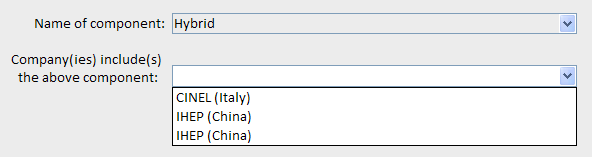 Name of component: Hybrid
Company(ies) include(s)
the above component:
CINEL (Italy)
IHEP (China)
IHEP (China)